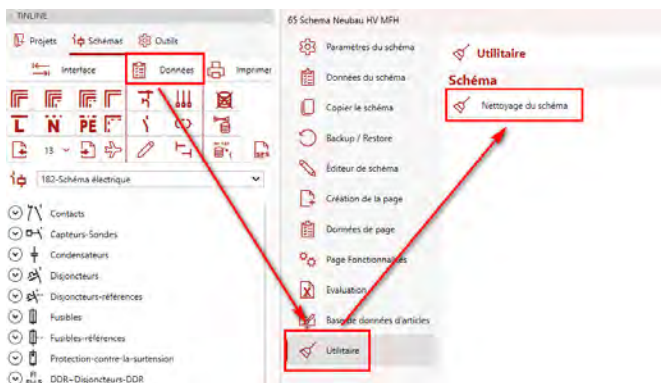 TINLINE
Projets Schémas Outils
Interface Données Imprimer
L N PE
13
182-Schéma électrique
Contacts
Capteurs-Sondes
Condensateurs
Disjoncteurs
Disjoncteurs-références
Fusibles
Fusibles-références
Protection-contre-la-surtension
DDR-Disjoncteurs-DDR
65 Schema Neubau HV MFH
Paramètres du schéma
Données du schéma
Copier le schéma
Backup / Restore
Éditeur de schéma
Création de la page
Données de page
Page Fonctionnalités
Evaluation
Base de données d'articles
Utilitaire
Utilitaire
Schéma
Nettoyage du schéma